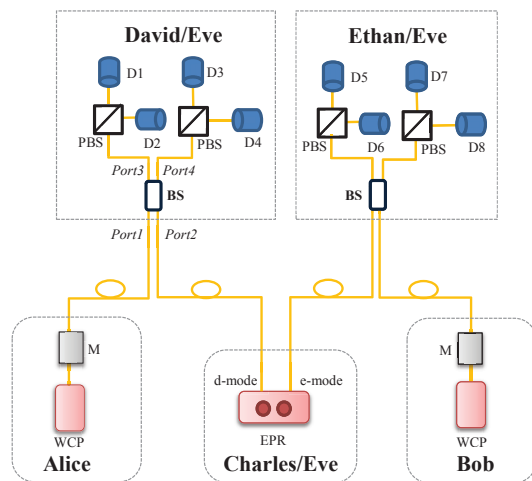 David/Eve
Ethan/Eve
D1
D3
D5
D7
D2
D4
D6
D8
PBS
PBS
PBS
PBS
Port3
Port4
BS
BS
Port1
Port2
M
M
d-mode
e-mode
WCP
EPR
WCP
Alice
Charles/Eve
Bob